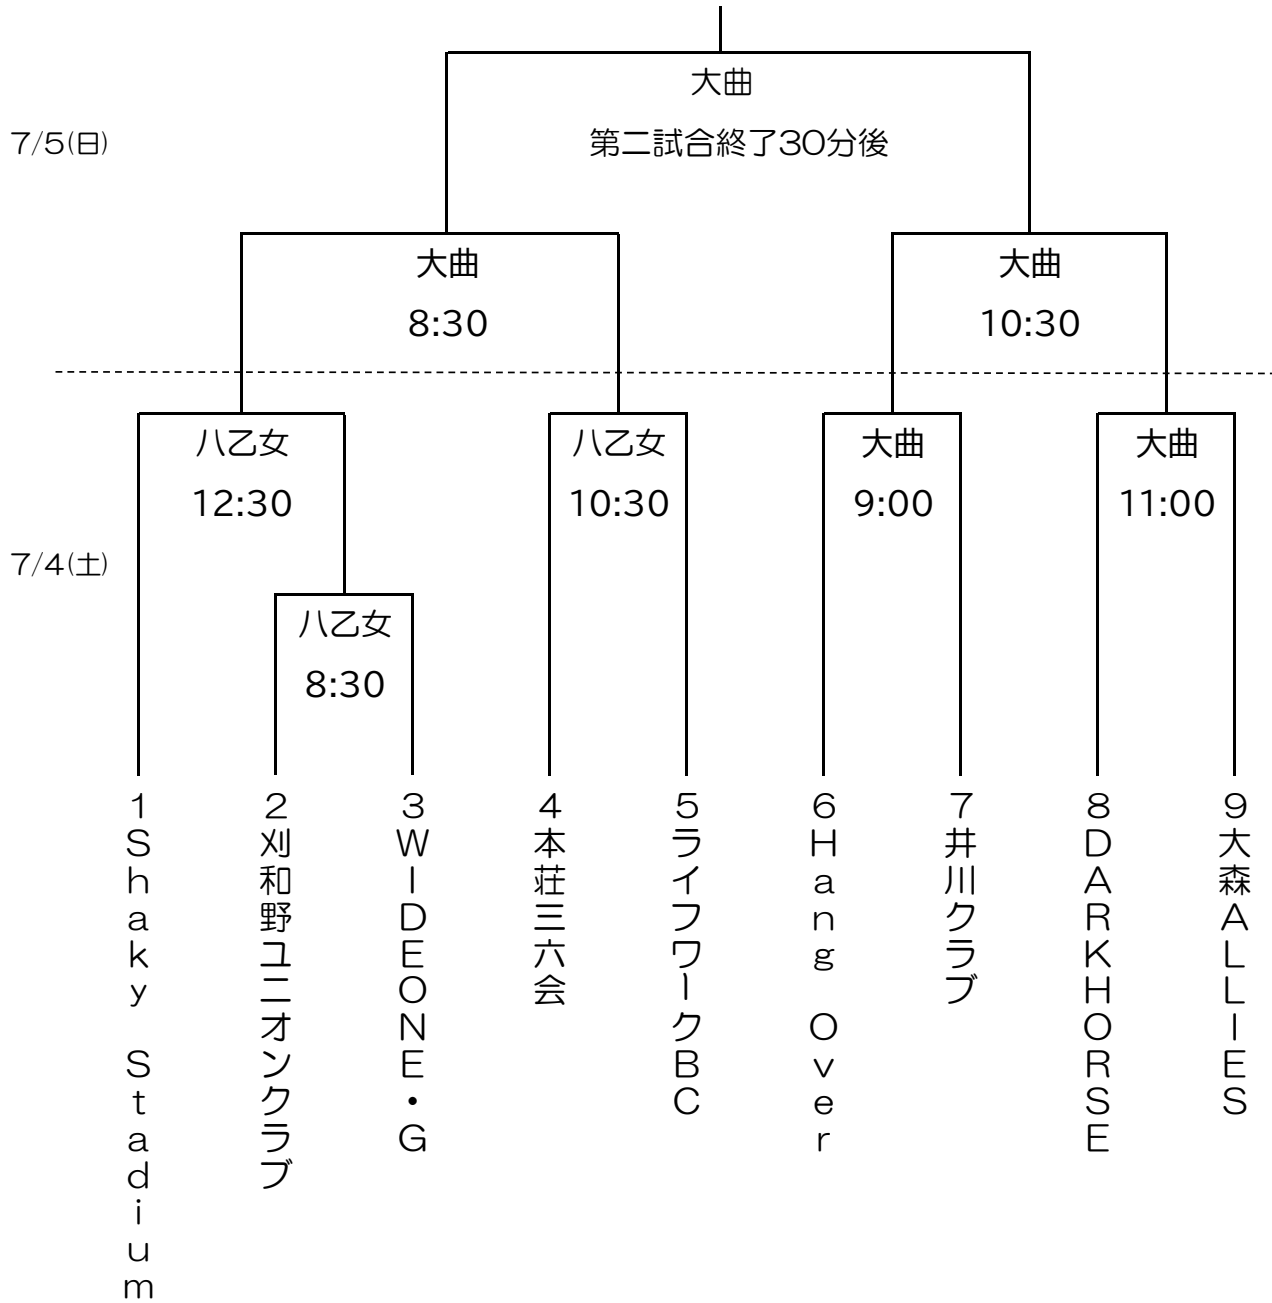 大曲
7/5(日)
第二試合終了30分後
大曲
大曲
8:30
10:30
八乙女
八乙女
大曲
大曲
12:30
10:30
9:00
11:00
7/4(土)
八乙女
8:30
1 Shaky Stadium
2 刈和野ユニオンクラブ
3 WIDEONE・G
4 本荘三六会
5 ライフワークBC
6 Hang Over
7 井川クラブ
8 DARKHORSE
9 大森ALLIES